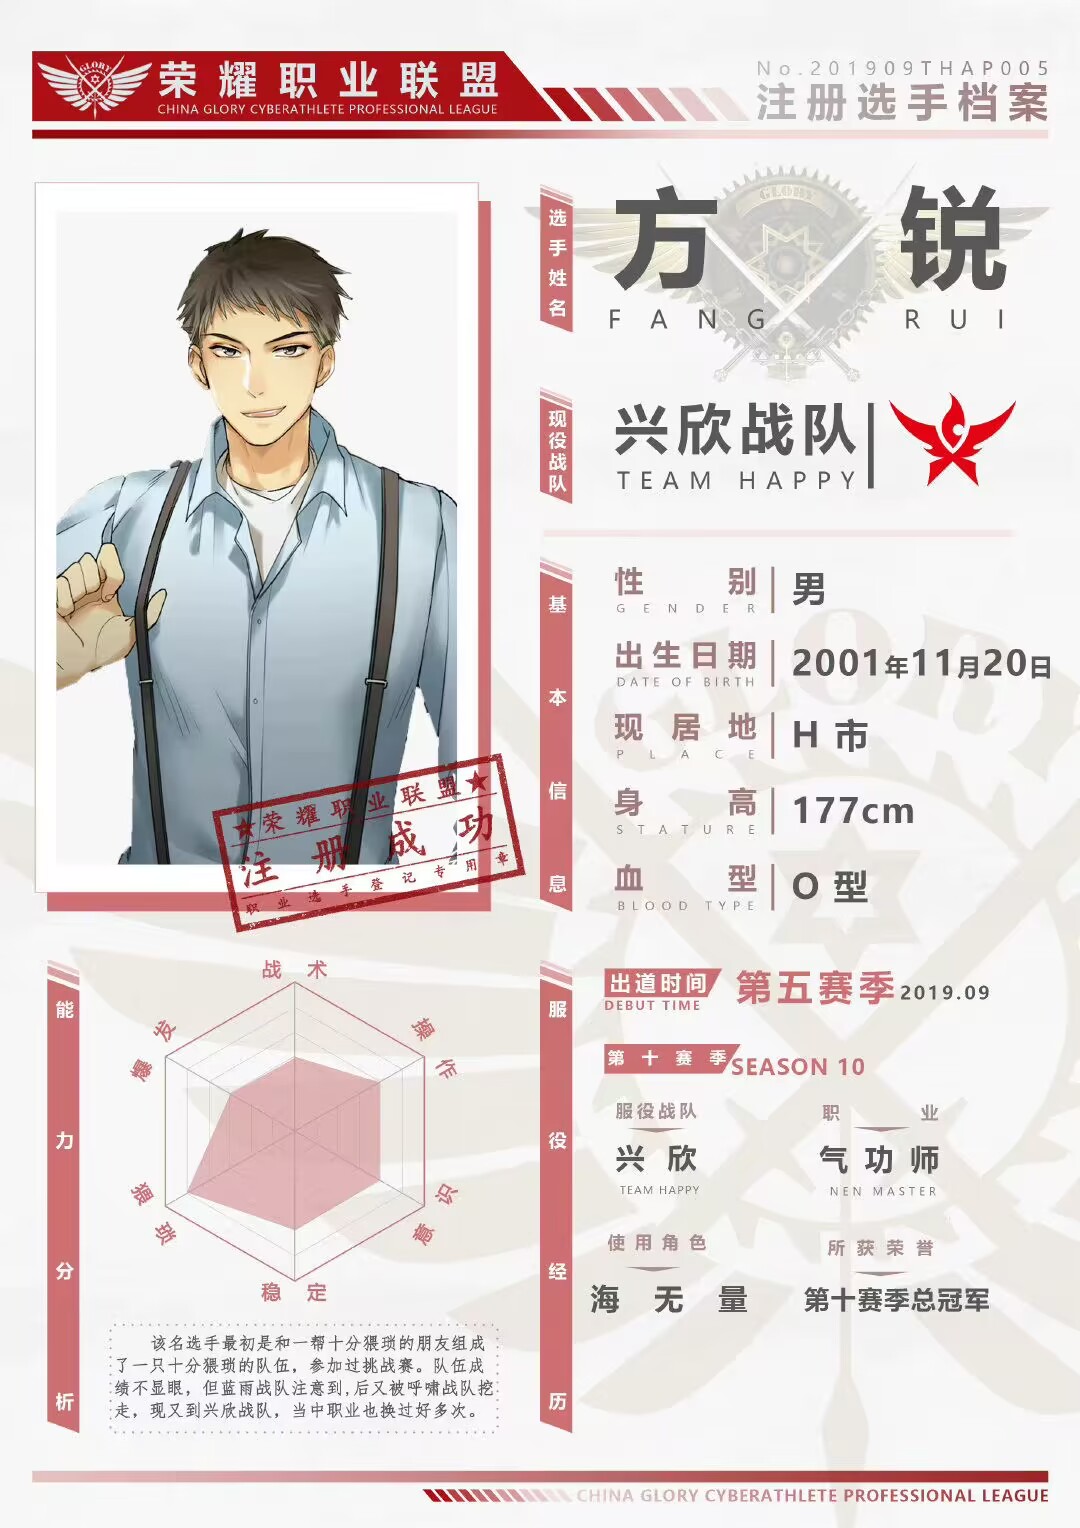 GLORY
荣耀职业联盟
CHINA GLORY CYBERATHLETE PROFESSIONAL LEAGUE
No.201909THAP005
注册选手档案
选手姓名
GLORY
方 锐
FANG RUI
现役战队
兴欣战队
TEAM HAPPY
基本信息
性别
GENDER
男
出生日期
DATE OF BIRTH
2001年11月20日
现居地
PLACE
H 市
身高
STATURE
177cm
血型
BLOOD TYPE
O 型
GLORY
★荣耀职业联盟★
注册成功
职业选手登记专用章
能力分析
战术
操作
意识
稳定
猥琐
爆发
该名选手最初是和一帮十分猥琐的朋友组成
了一只十分猥琐的队伍，参加过挑战赛。队伍成
绩不显眼，但蓝雨战队注意到,后又被呼啸战队挖
走，现又到兴欣战队，当中职业也换过好多次。
服役经历
出道时间
DEBUT TIME
第五赛季2019.09
第十赛季
SEASON 10
服役战队
兴欣
TEAM HAPPY
职业
气功师
NEN MASTER
使用角色
海无量
所获荣誉
第十赛季总冠军
CHINA GLORY CYBERATHLETE PROFESSIONAL LEAGUE